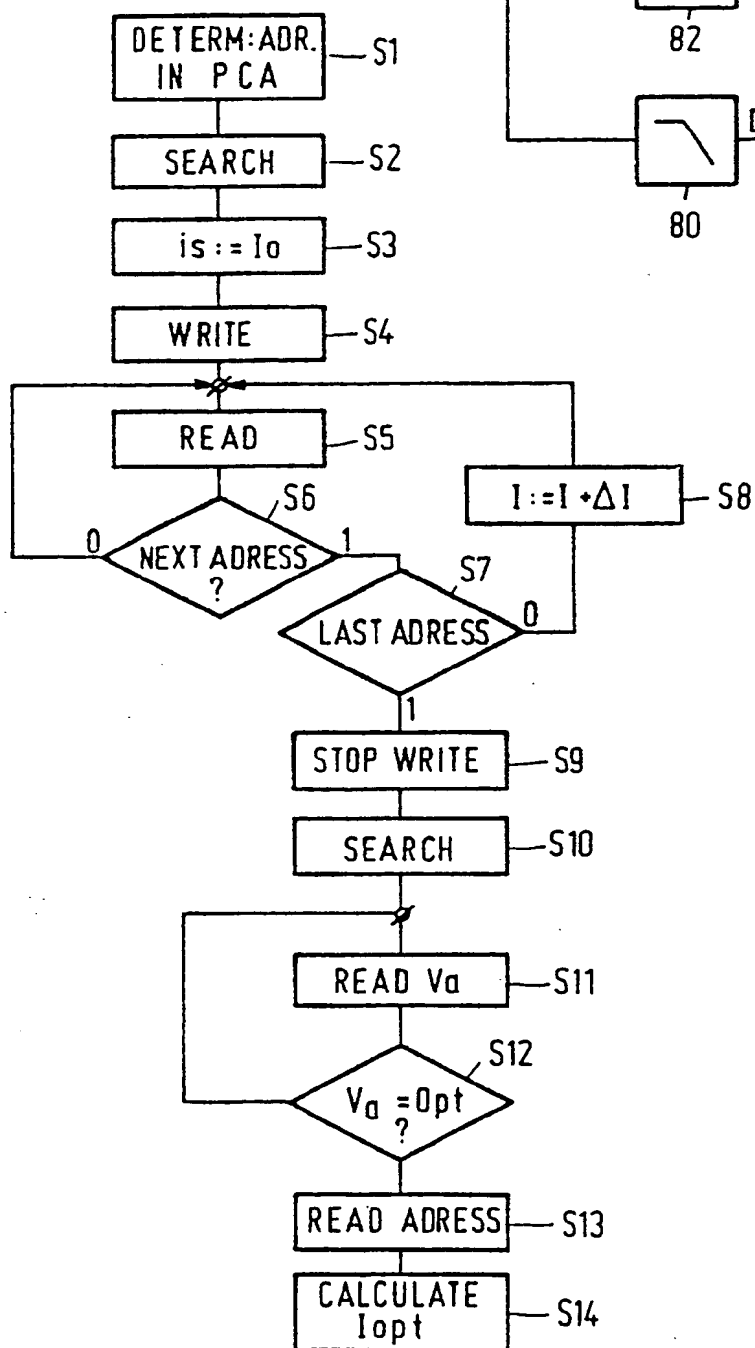 DETERM:ADR.
IN PCA
S1
SEARCH
S2
is := Io
S3
WRITE
S4
READ
S5
S6
NEXT ADRESS
?
0
1
S7
LAST ADRESS
0
1
I:=I+ΔI
S8
STOP WRITE
S9
SEARCH
S10
READ Va
S11
S12
Va =Opt
?
READ ADRESS
S13
CALCULATE
Iopt
S14
82
80